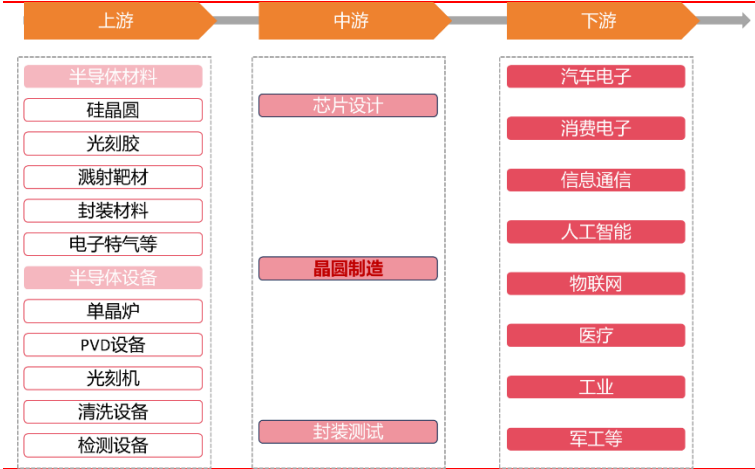 上游
中游
下游
半导体材料
硅晶圆
光刻胶
溅射靶材
封装材料
电子特气等
半导体设备
单晶炉
PVD设备
光刻机
清洗设备
检测设备
芯片设计
晶圆制造
封装测试
汽车电子
消费电子
信息通信
人工智能
物联网
医疗
工业
军工等